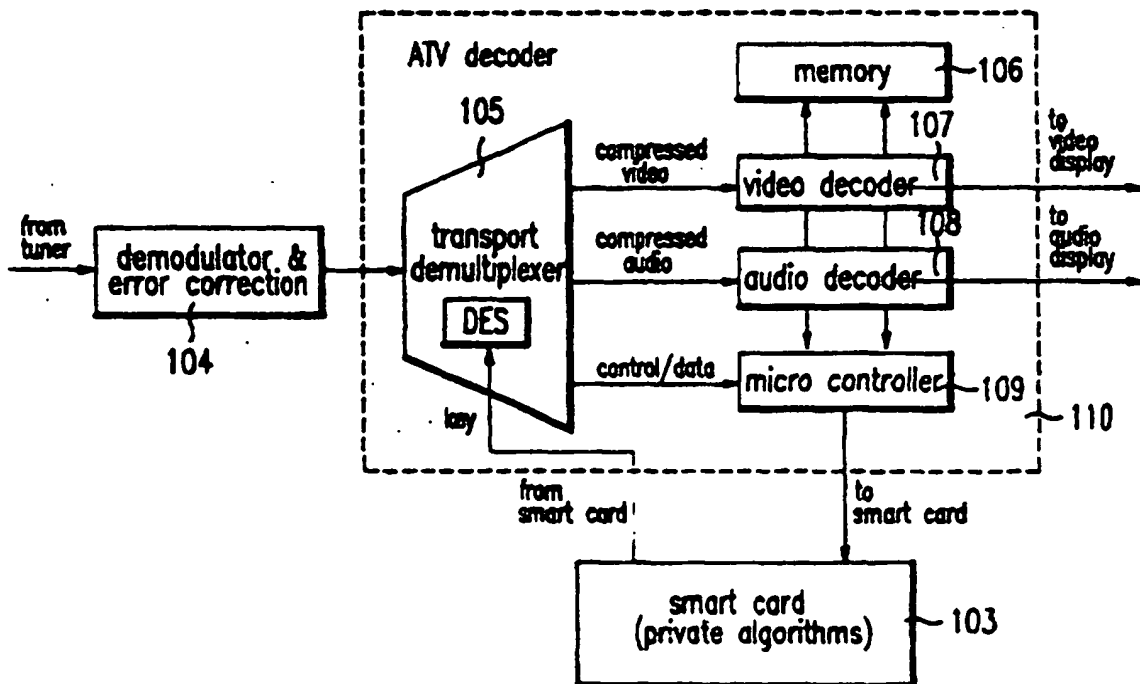 ATV decoder
memory
106
105
107
to
video
display
compressed
video
video decoder
from
tuner
108
to
audio
display
transport
demultiplexer
compressed
audio
demodulator &
error correction
audio decoder
DES
104
control/data
micro controller
109
key
110
from
smart card
to
smart card
smart card
(private algorithms)
103